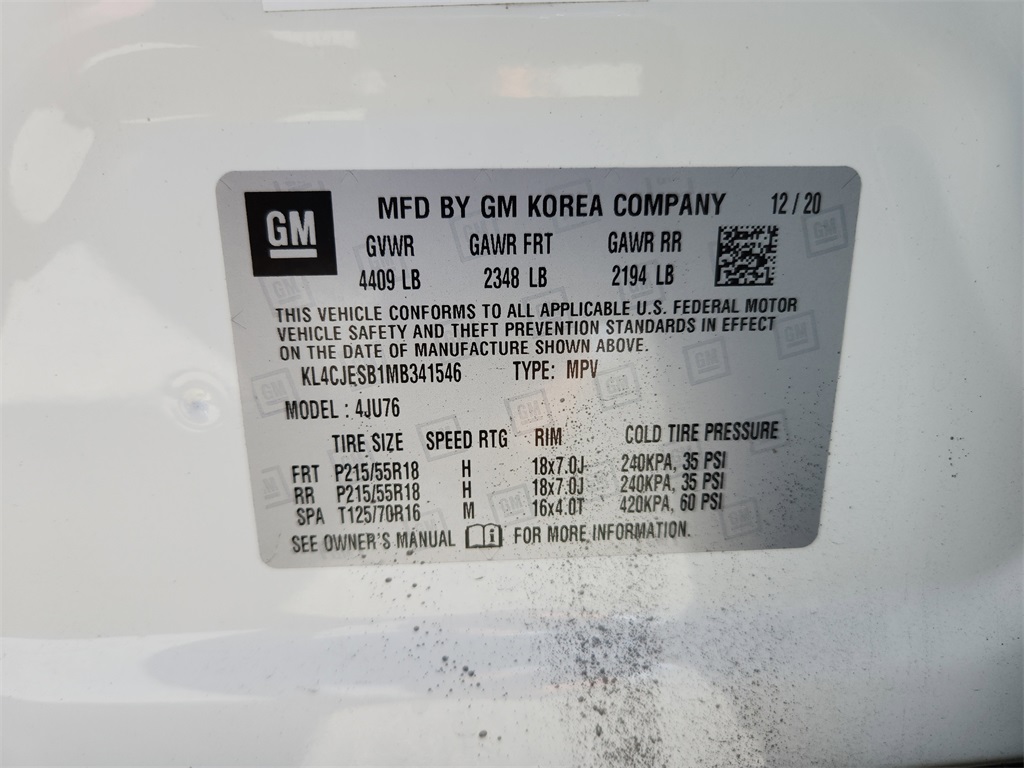 GM MFD BY GM KOREA COMPANY 12 / 20
GVWR GAWR FRT GAWR RR
4409 LB 2348 LB 2194 LB
THIS VEHICLE CONFORMS TO ALL APPLICABLE U.S. FEDERAL MOTOR
VEHICLE SAFETY AND THEFT PREVENTION STANDARDS IN EFFECT
ON THE DATE OF MANUFACTURE SHOWN ABOVE.
KL4CJESB1MB341546 TYPE: MPV
MODEL : 4JU76
TIRE SIZE SPEED RTG RIM COLD TIRE PRESSURE
FRT P215/55R18 H 18x7.0J 240KPA, 35 PSI
RR P215/55R18 H 18x7.0J 240KPA, 35 PSI
SPA T125/70R16 M 16x4.0T 420KPA, 60 PSI
SEE OWNER'S MANUAL i FOR MORE INFORMATION.